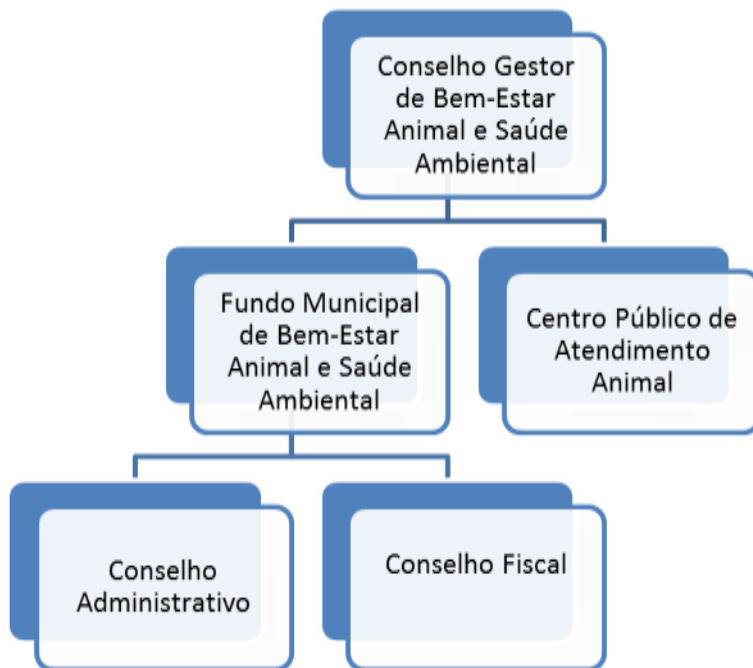 Conselho Gestor
de Bem-Estar
Animal e Saúde
Ambiental
Fundo Municipal
de Bem-Estar
Animal e Saúde
Ambiental
Centro Público de
Atendimento
Animal
Conselho
Administrativo
Conselho Fiscal